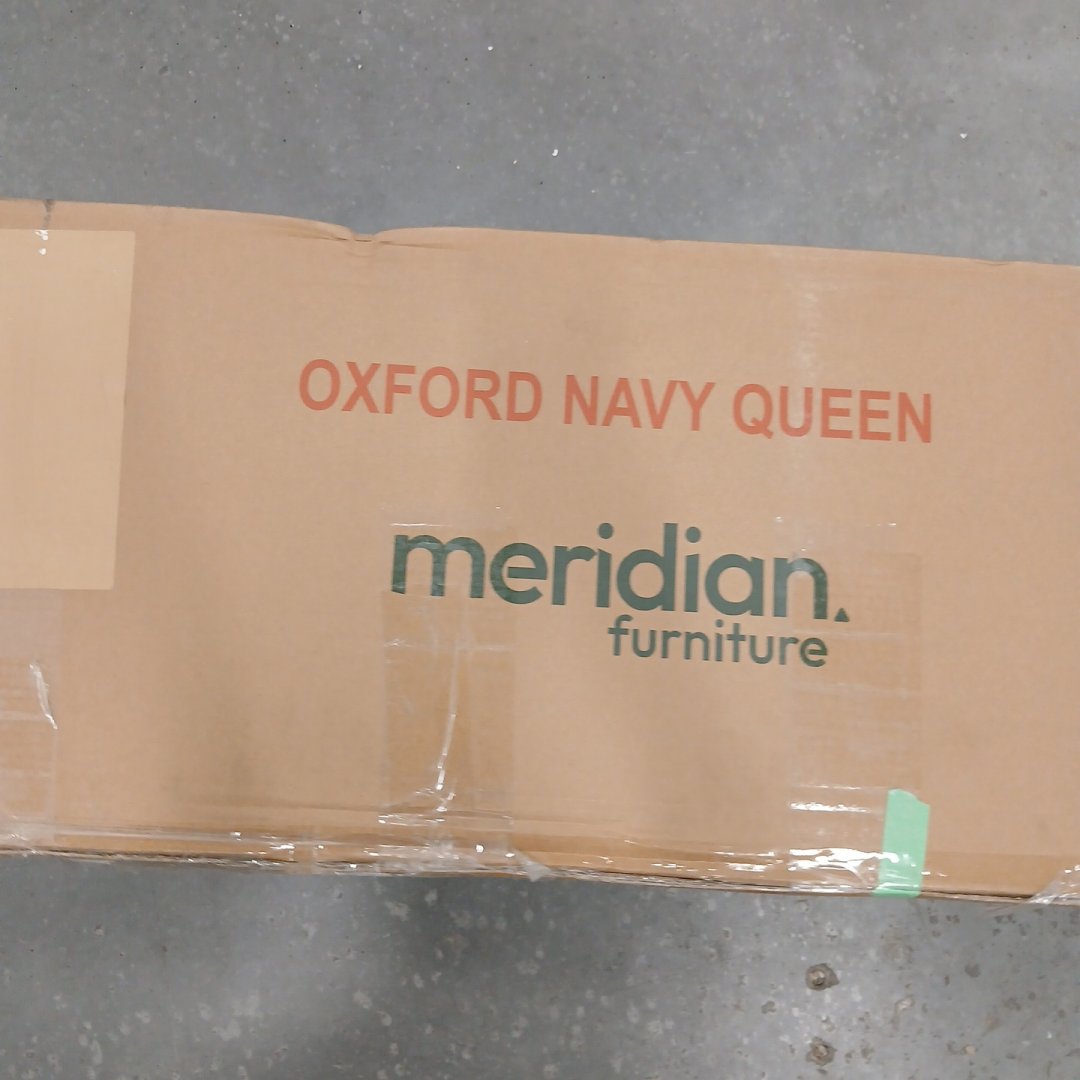 OXFORD NAVY QUEEN
meridian.
furniture